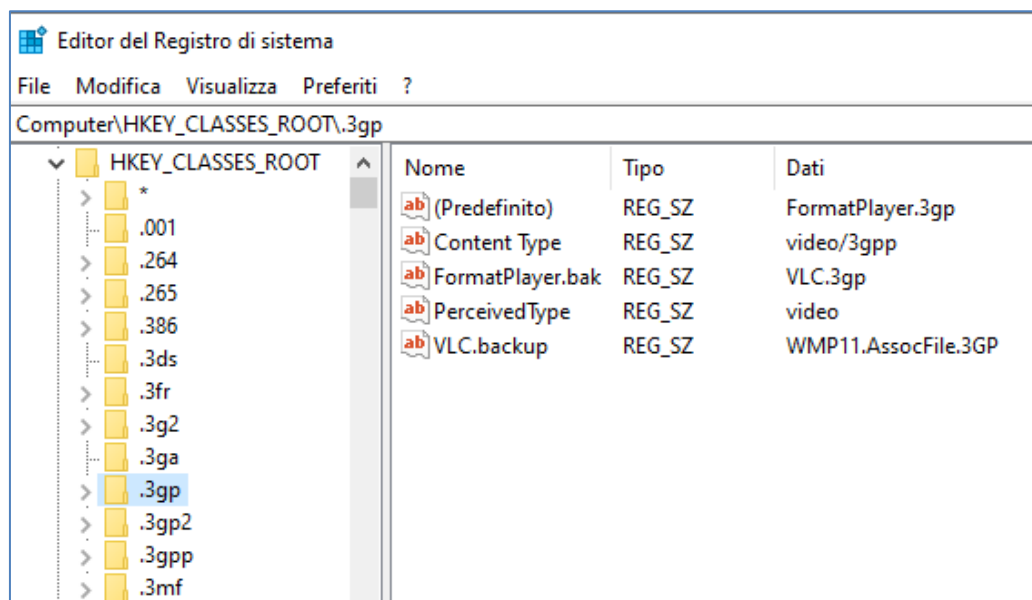 Editor del Registro di sistema
File Modifica Visualizza Preferiti ?
Computer\HKEY_CLASSES_ROOT\.3gp
HKEY_CLASSES_ROOT
*
.001
.264
.265
.386
.3ds
.3fr
.3g2
.3ga
.3gp
.3gp2
.3gpp
.3mf
Nome Tipo Dati
(Predefinito) REG_SZ FormatPlayer.3gp
Content Type REG_SZ video/3gpp
FormatPlayer.bak REG_SZ VLC.3gp
PerceivedType REG_SZ video
VLC.backup REG_SZ WMP11.AssocFile.3GP